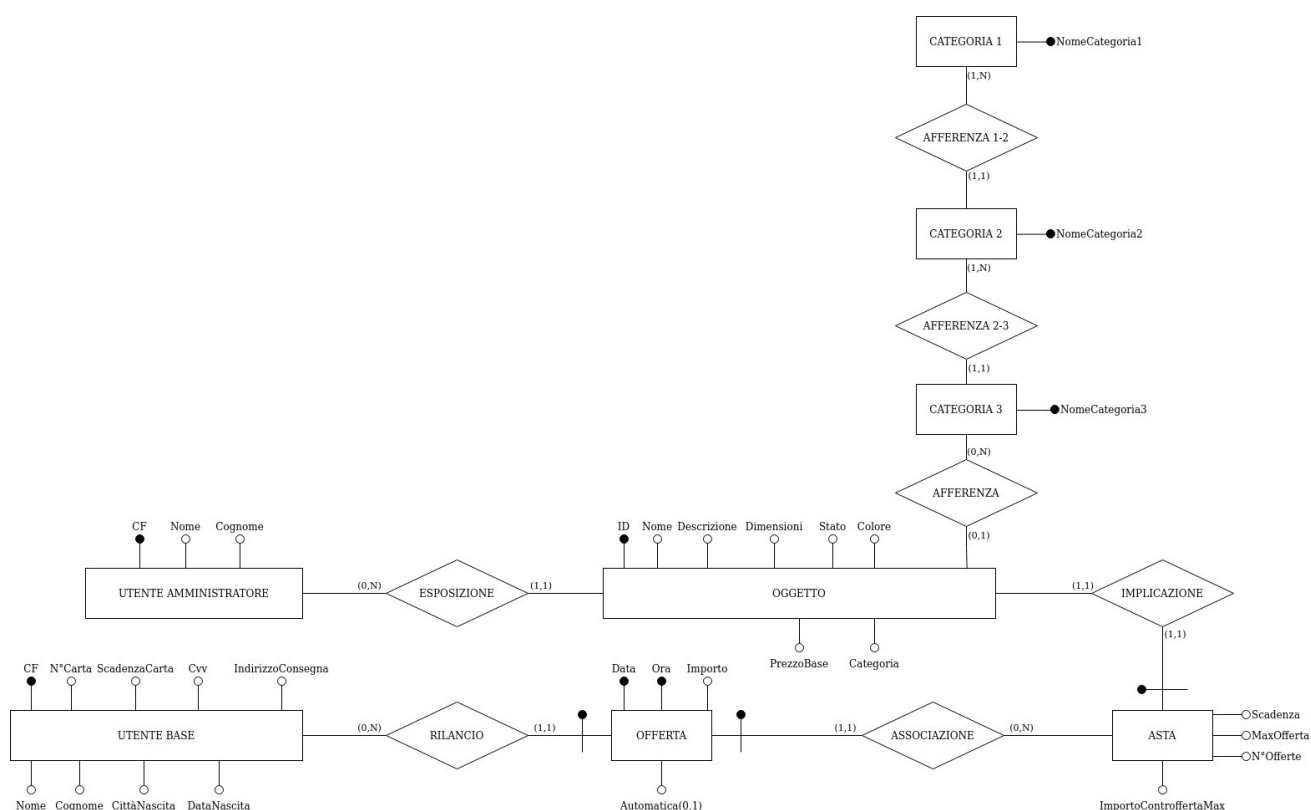 CATEGORIA 1
NomeCategoria1
(1,N)
AFFERENZA 1-2
(1,1)
CATEGORIA 2
NomeCategoria2
(1,N)
AFFERENZA 2-3
(1,1)
CATEGORIA 3
NomeCategoria3
(0,N)
AFFERENZA
(0,1)
CF Nome Cognome
ID Nome Descrizione Dimensioni Stato Colore
UTENTE AMMINISTRATORE (0,N) ESPOSIZIONE (1,1) OGGETTO (1,1) IMPLICAZIONE
(1,1)
PrezzoBase Categoria
CF N°Carta ScadenzaCarta Cvv IndirizzoConsegna
Data Ora Importo
UTENTE BASE (0,N) RILANCIO (1,1) OFFERTA (1,1) ASSOCIAZIONE (0,N) ASTA
Scadenza
MaxOfferta
N°Offerte
Nome Cognome CittàNascita DataNascita
Automatica(0,1)
ImportoControffertaMax